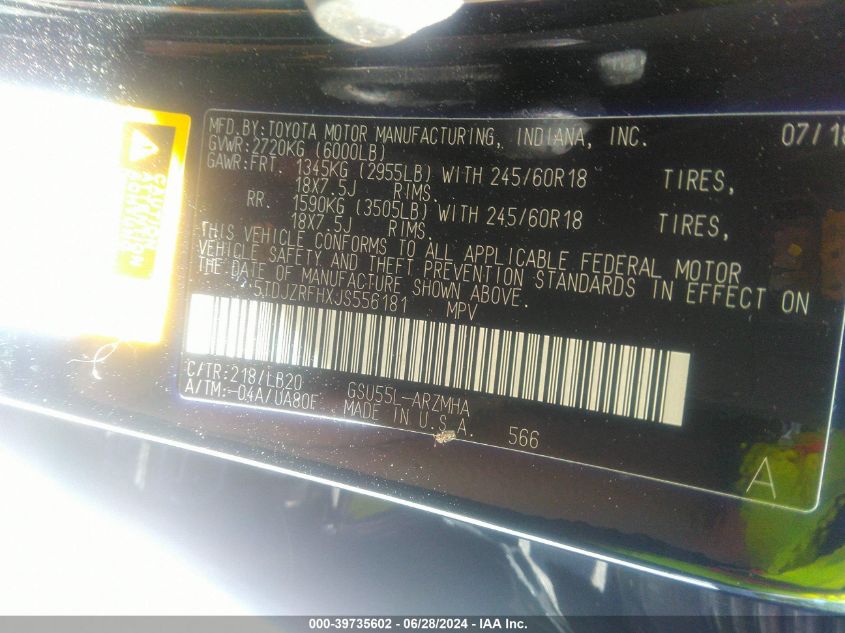 MFD.BY:TOYOTA MOTOR MANUFACTURING, INDIANA, INC. 07/18
GVWR:2720KG (6000LB)
GAWR:FRT. 1345KG (2955LB) WITH 245/60R18 TIRES,
18X7.5J RIMS.
RR. 1590KG (3505LB) WITH 245/60R18 TIRES,
18X7.5J RIMS.
THIS VEHICLE CONFORMS TO ALL APPLICABLE FEDERAL MOTOR
VEHICLE SAFETY AND THEFT PREVENTION STANDARDS IN EFFECT ON
THE DATE OF MANUFACTURE SHOWN ABOVE.
5TDJZRFHXJS556181 MPV
C/TR:218/LB20 GSU55L-ARZMHA
A/TM:-04A/UA80F MADE IN U.S.A. 566
A
CAUTION
000-39735602 / 06/28/2024 - IAA Inc.